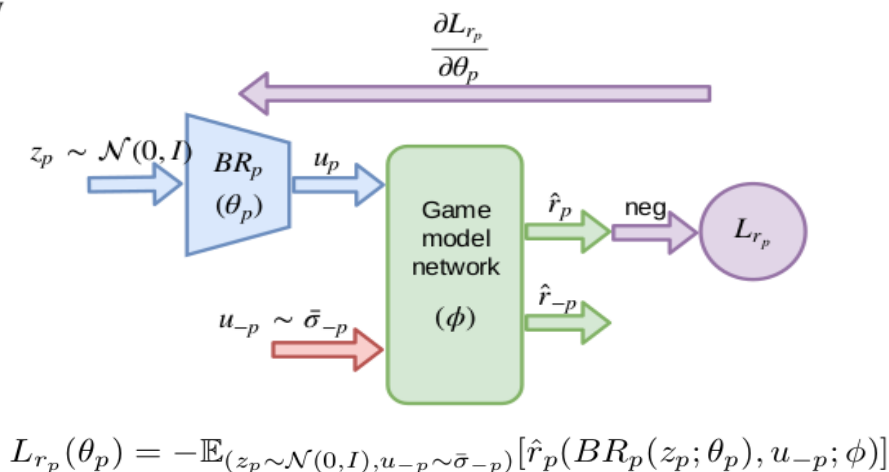 ∂L_{r_p}
∂θ_p
z_p ∼ 𝒩(0, I)
BR_p
(θ_p)
u_p
Game
model
network
(ϕ)
r̂_p
neg
L_{r_p}
r̂_{-p}
u_{-p} ∼ σ̄_{-p}
L_{r_p}(θ_p) = −𝔼_{(z_p∼𝒩(0,I),u_{-p}∼σ̄_{-p})}[r̂_p(BR_p(z_p; θ_p), u_{-p}; ϕ)]